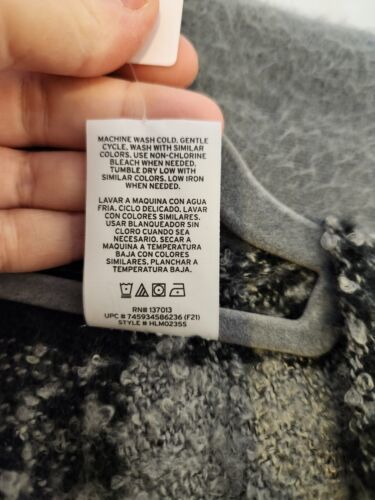 MACHINE WASH COLD, GENTLE
CYCLE, WASH WITH SIMILAR
COLORS. USE NON-CHLORINE
BLEACH WHEN NEEDED.
TUMBLE DRY LOW WITH
SIMILAR COLORS. LOW IRON
WHEN NEEDED.
LAVAR A MAQUINA CON AGUA
FRIA, CICLO DELICADO, LAVAR
CON COLORES SIMILARES.
USAR BLANQUEADOR SIN
CLORO CUANDO SEA
NECESARIO. SECAR A
MAQUINA A TEMPERATURA
BAJA, CON COLORES
SIMILARES. PLANCHAR A
TEMPERATURA BAJA.
RN# 137013
UPC # 745934586236 (F21)
STYLE # HLM02355